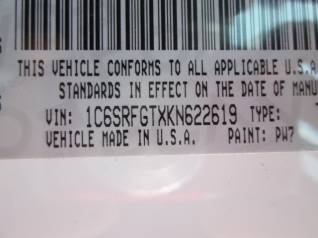 THIS VEHICLE CONFORMS TO ALL APPLICABLE U.S.A
STANDARDS IN EFFECT ON THE DATE OF MANU
VIN: 1C6SRFGTXKN622619 TYPE:
VEHICLE MADE IN U.S.A. PAINT: PW7